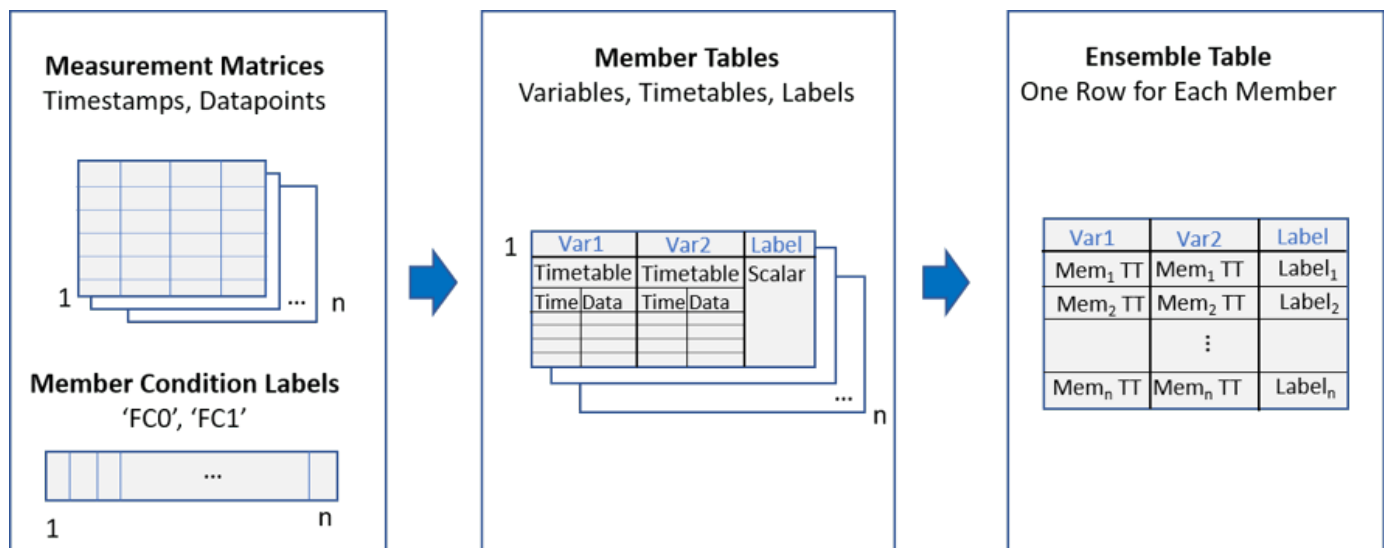 Measurement Matrices
Timestamps, Datapoints
1
...
n
Member Condition Labels
‘FC0’, ‘FC1’
...
1
n
Member Tables
Variables, Timetables, Labels
1
Var1 Var2 Label
Timetable Timetable Scalar
Time Data Time Data
...
n
Ensemble Table
One Row for Each Member
Var1 Var2 Label
Mem₁ TT Mem₁ TT Label₁
Mem₂ TT Mem₂ TT Label₂
⋮
Memₙ TT Memₙ TT Labelₙ